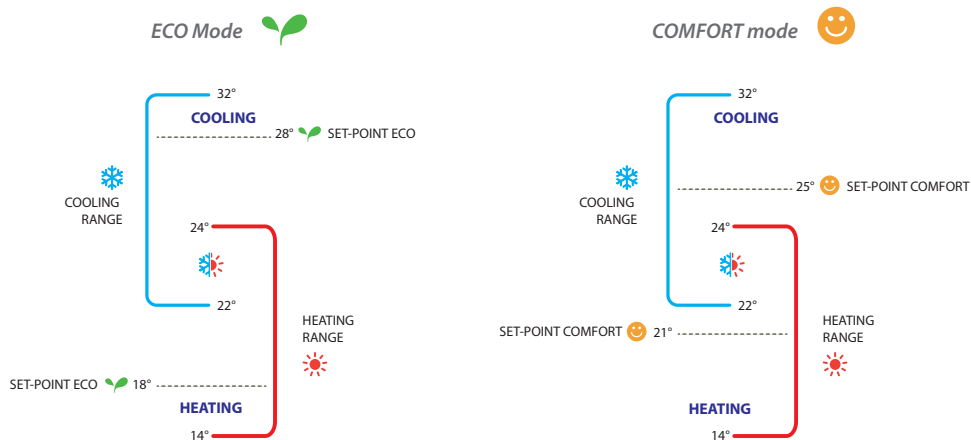 ECO Mode
32°
COOLING
28° SET-POINT ECO
COOLING
RANGE
24°
22°
HEATING
RANGE
SET-POINT ECO 18°
HEATING
14°
COMFORT mode
32°
COOLING
25° SET-POINT COMFORT
COOLING
RANGE
24°
22°
SET-POINT COMFORT 21°
HEATING
RANGE
HEATING
14°